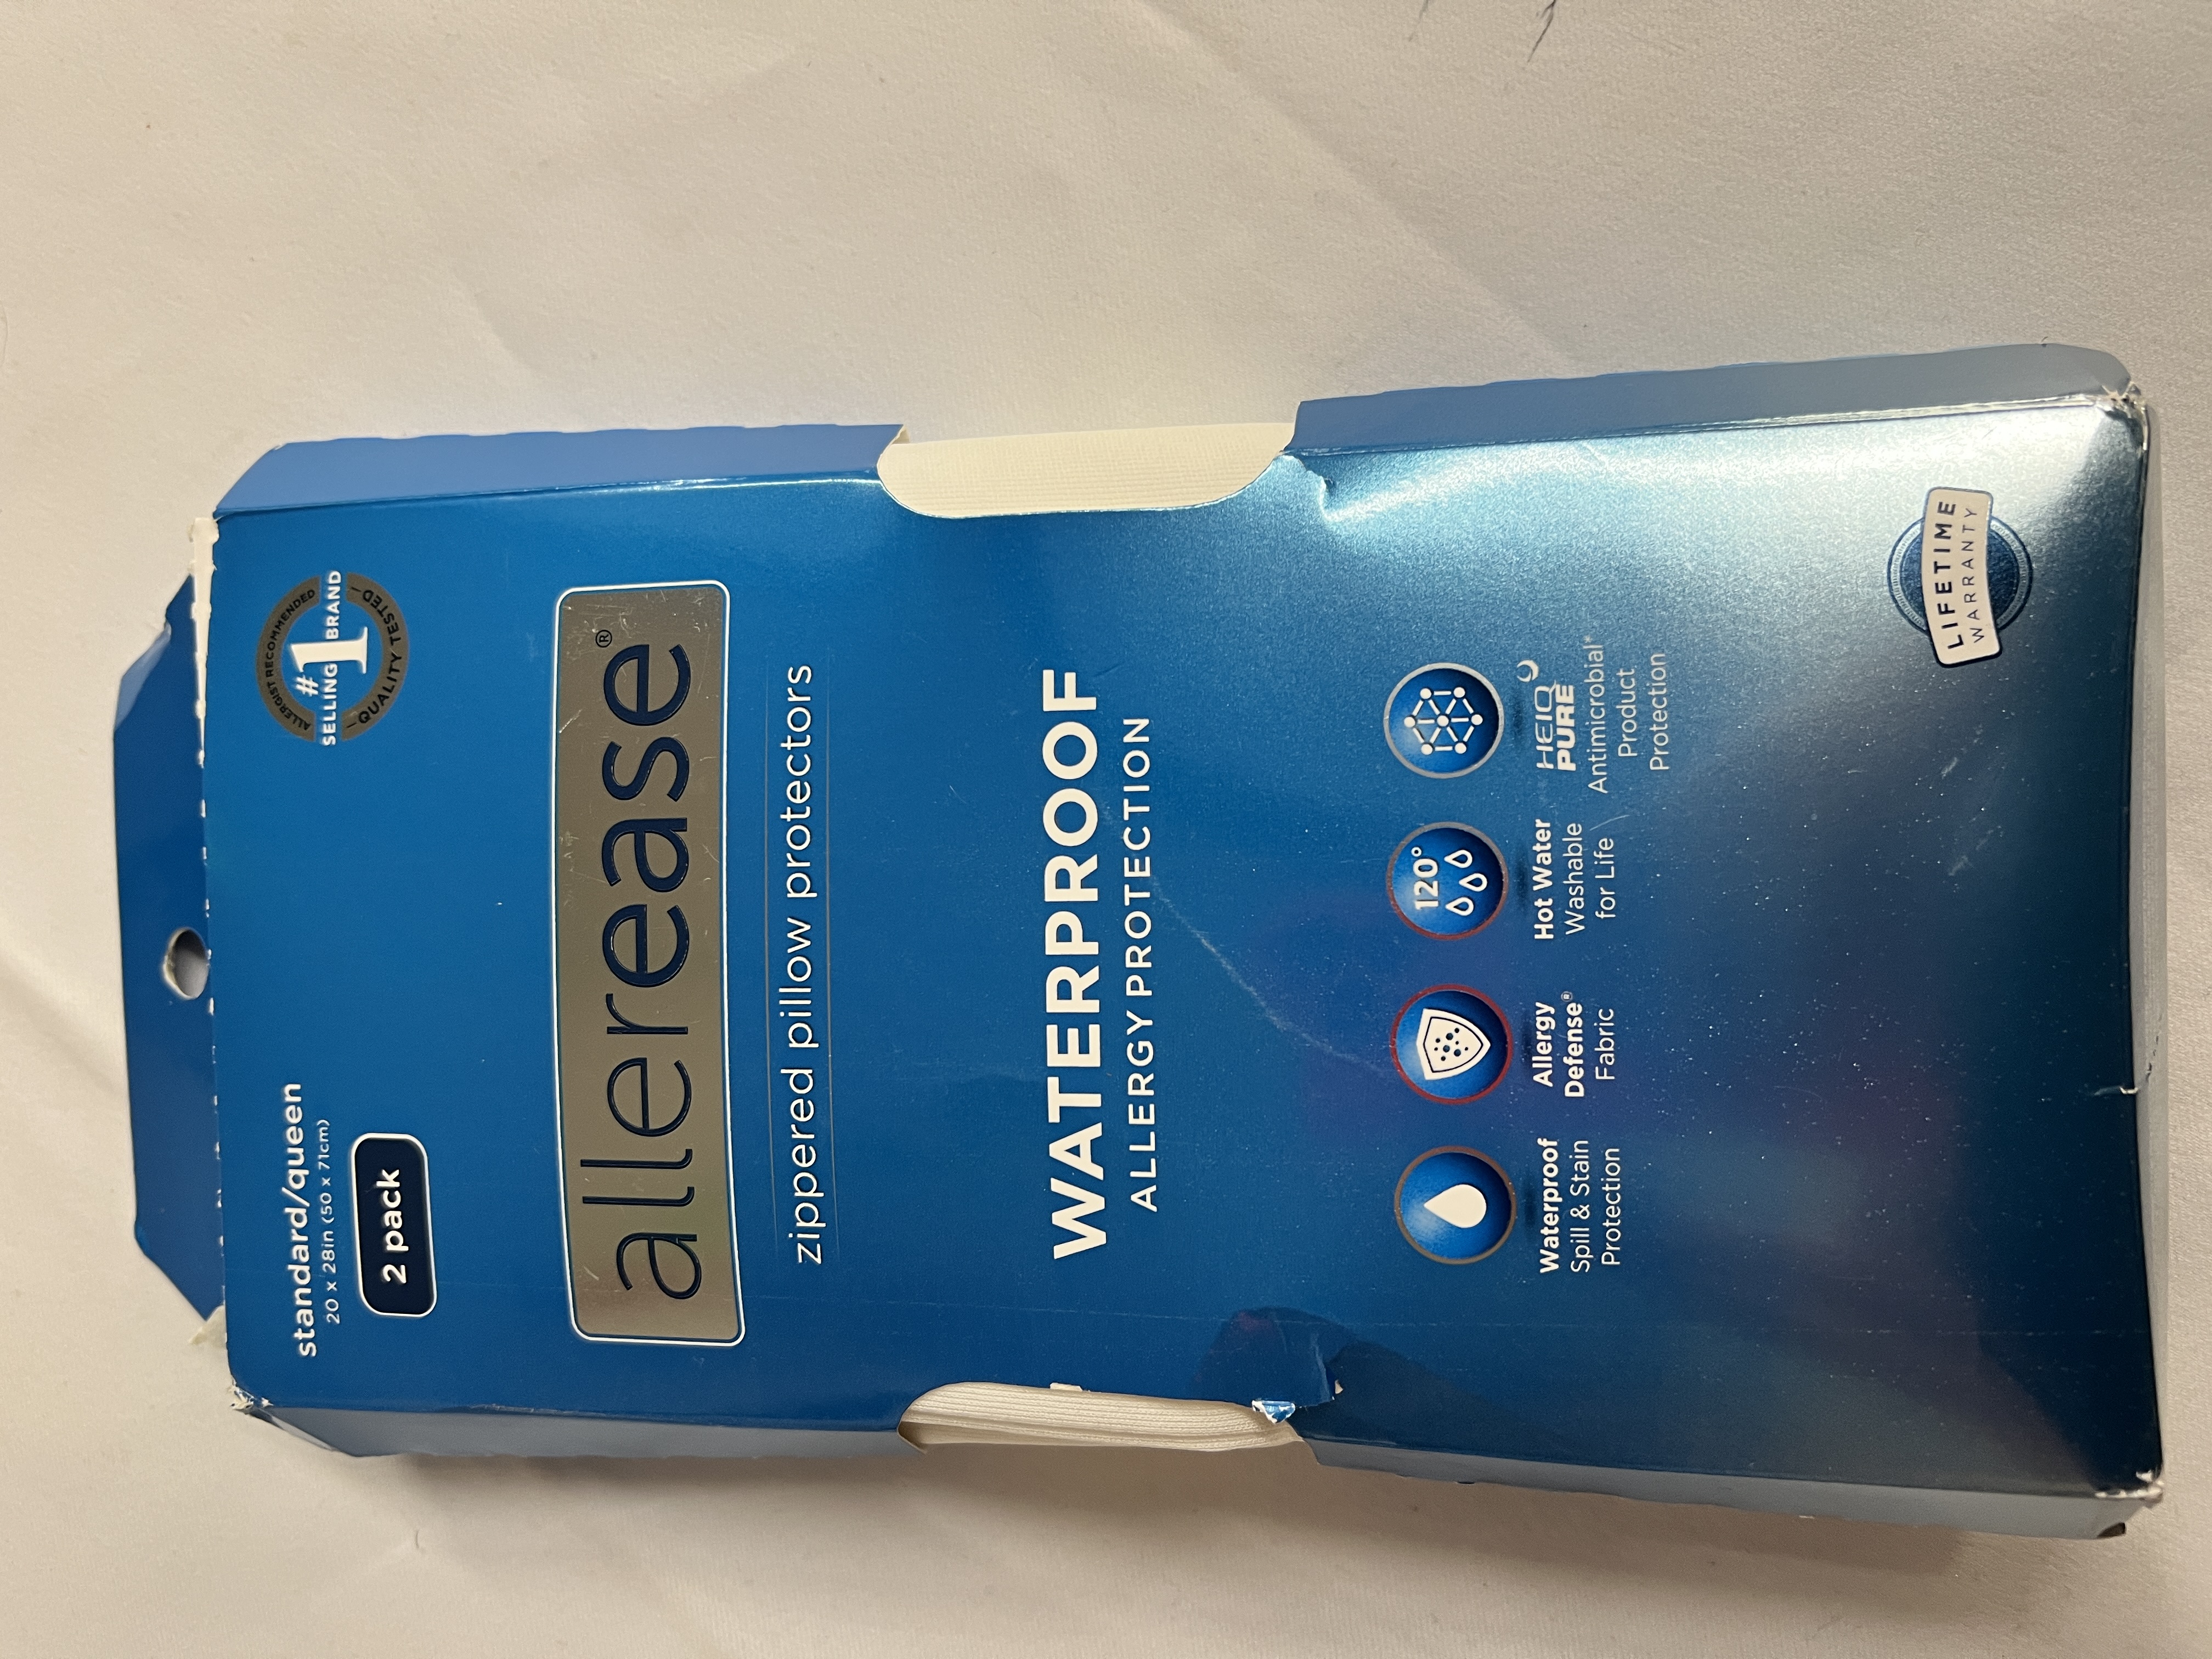 standard/queen
20 x 28in (50 x 71cm)
2 pack
ALLERGIST RECOMMENDED
#1
SELLING BRAND
QUALITY TESTED
allerease®
zippered pillow protectors
WATERPROOF
ALLERGY PROTECTION
Waterproof
Spill & Stain
Protection
Allergy
Defense®
Fabric
120°
Hot Water
Washable
for Life
HEIQ
PURE
Antimicrobial*
Product
Protection
LIFETIME
WARRANTY